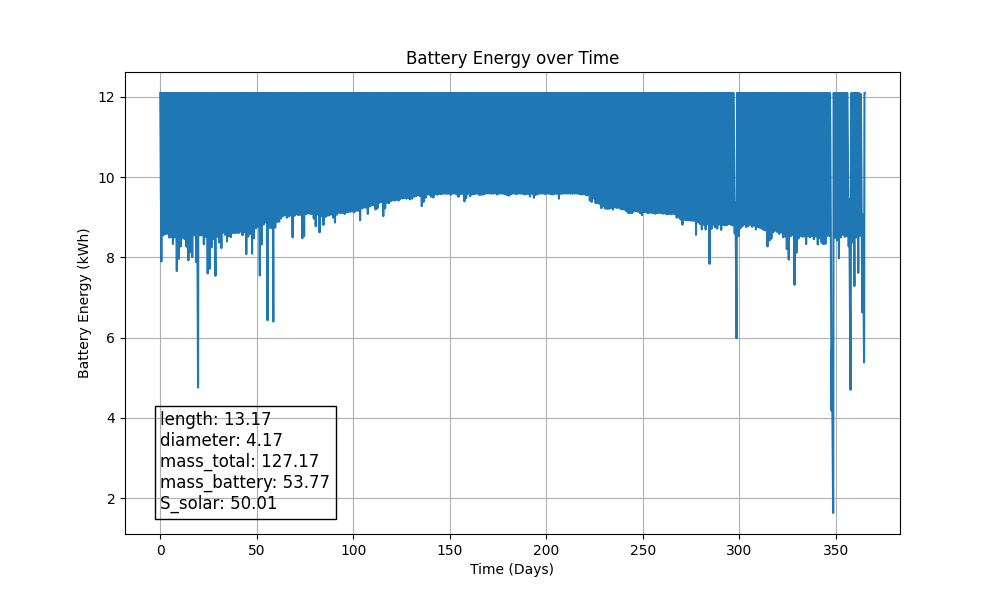 Battery Energy over Time
Battery Energy (kWh)
12
10
8
6
4
2
length: 13.17
diameter: 4.17
mass_total: 127.17
mass_battery: 53.77
S_solar: 50.01
0 50 100 150 200 250 300 350
Time (Days)